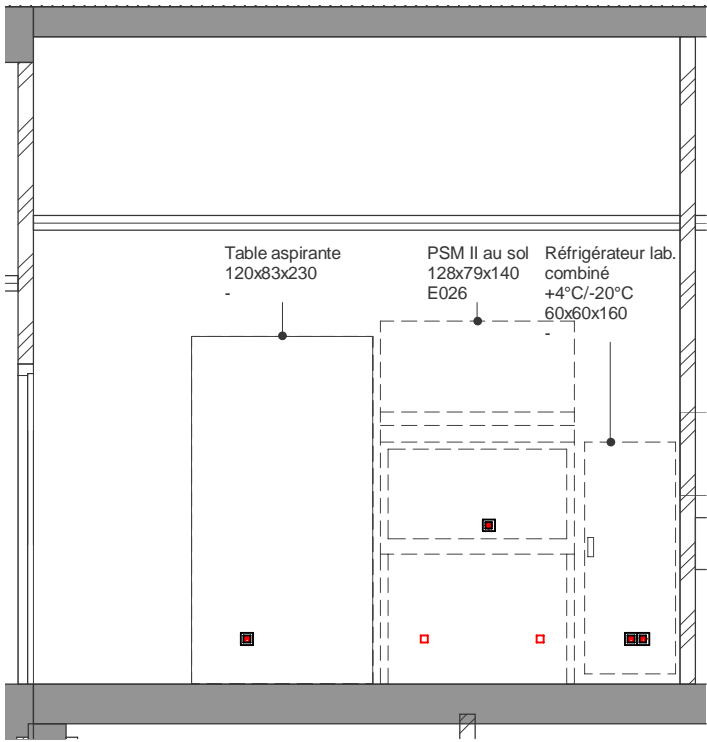 Table aspirante
120x83x230
-
PSM II au sol
128x79x140
E026
Réfrigérateur lab.
combiné
+4°C/-20°C
60x60x160
-